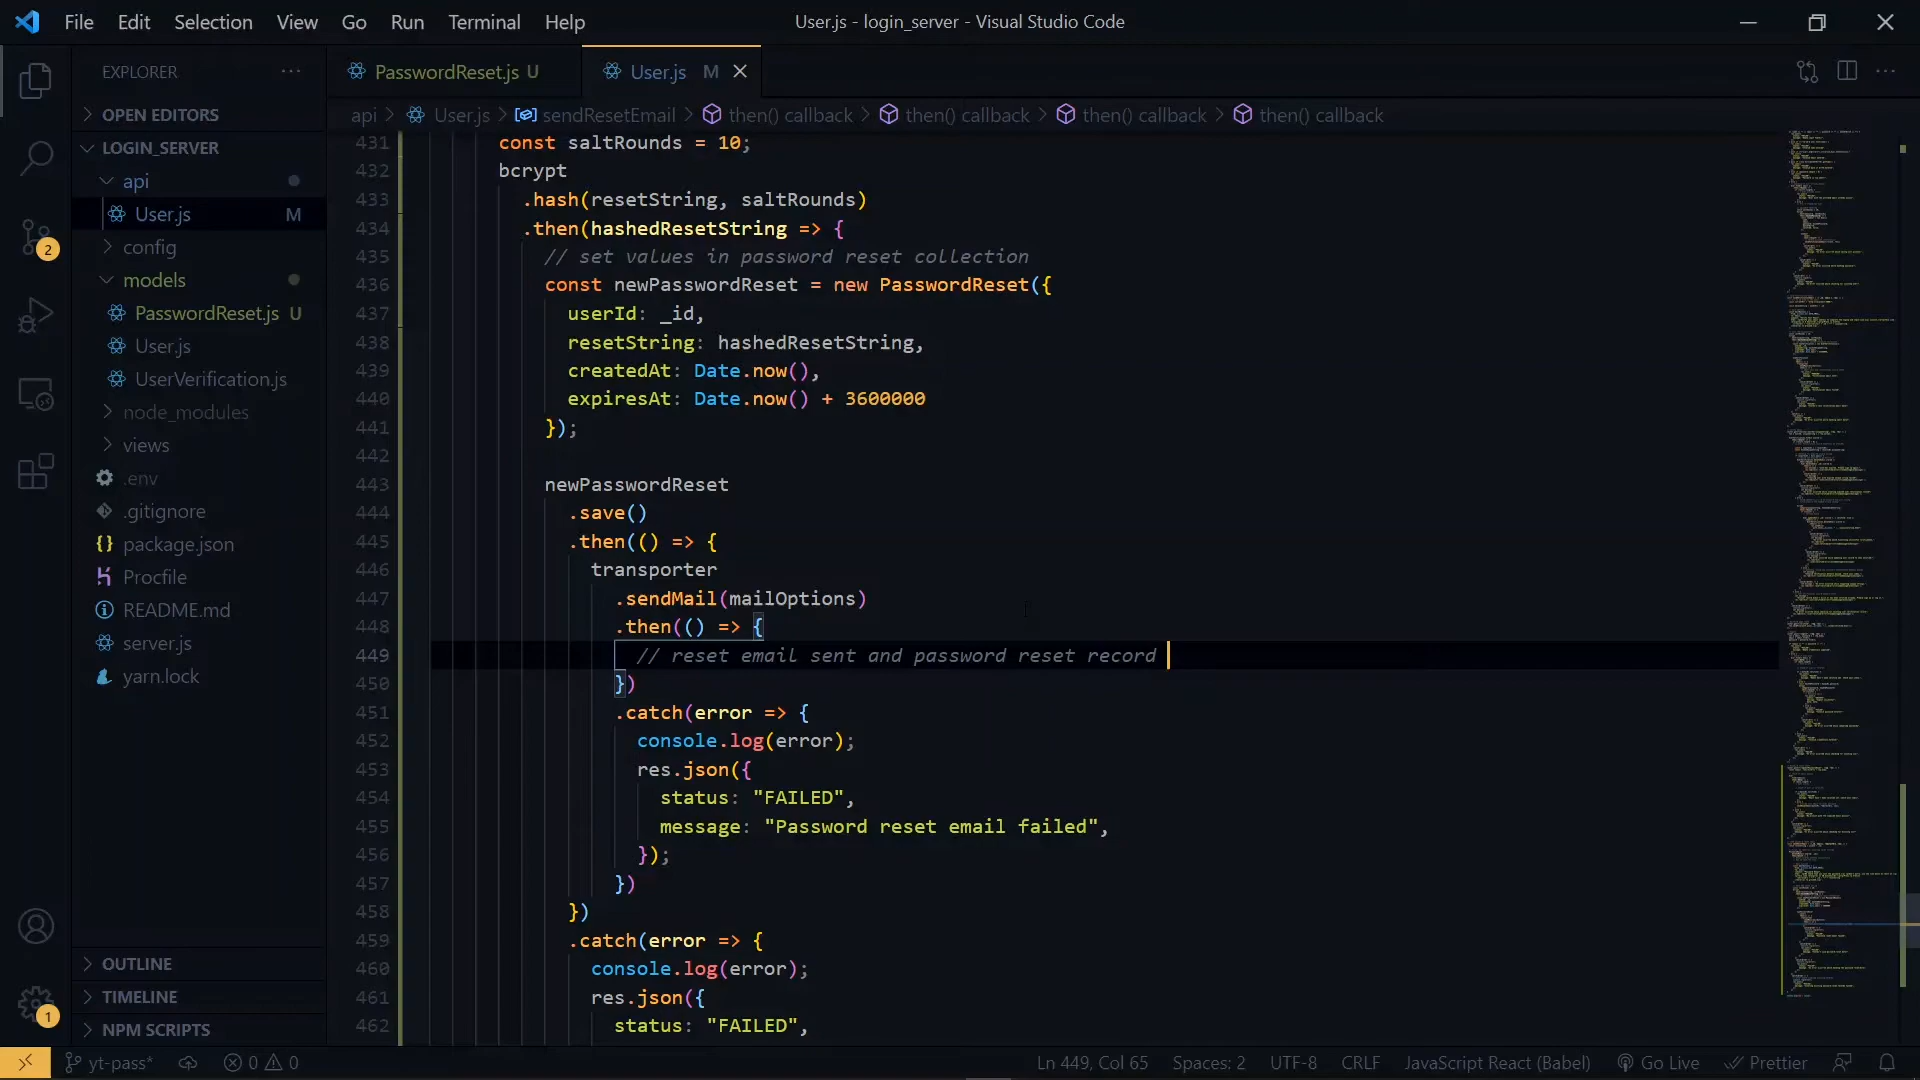 File Edit Selection View Go Run Terminal Help
User.js - login_server - Visual Studio Code
EXPLORER
OPEN EDITORS
LOGIN_SERVER
api
User.js M
config
models
PasswordReset.js U
User.js
UserVerification.js
node_modules
views
.env
.gitignore
package.json
Procfile
README.md
server.js
yarn.lock
OUTLINE
TIMELINE
NPM SCRIPTS
2
1
PasswordReset.js U
User.js M
api > User.js > sendResetEmail > then() callback > then() callback > then() callback > then() callback
431 const saltRounds = 10;
432 bcrypt
433 .hash(resetString, saltRounds)
434 .then(hashedResetString => {
435 // set values in password reset collection
436 const newPasswordReset = new PasswordReset({
437 userId: _id,
438 resetString: hashedResetString,
439 createdAt: Date.now(),
440 expiresAt: Date.now() + 3600000
441 });
442
443 newPasswordReset
444 .save()
445 .then(() => {
446 transporter
447 .sendMail(mailOptions)
448 .then(() => {
449 // reset email sent and password reset record
450 })
451 .catch(error => {
452 console.log(error);
453 res.json({
454 status: "FAILED",
455 message: "Password reset email failed",
456 });
457 })
458 })
459 .catch(error => {
460 console.log(error);
461 res.json({
462 status: "FAILED",
yt-pass* 0 0
Ln 449, Col 65 Spaces: 2 UTF-8 CRLF JavaScript React (Babel) Go Live Prettier